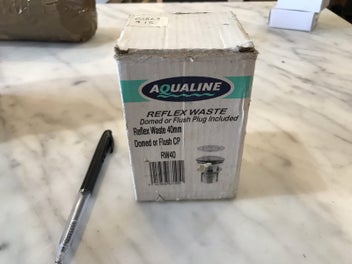 AQUALINE
REFLEX WASTE
Domed or Flush Plug Included
Reflex Waste 40mm
Domed or Flush CP
RW40